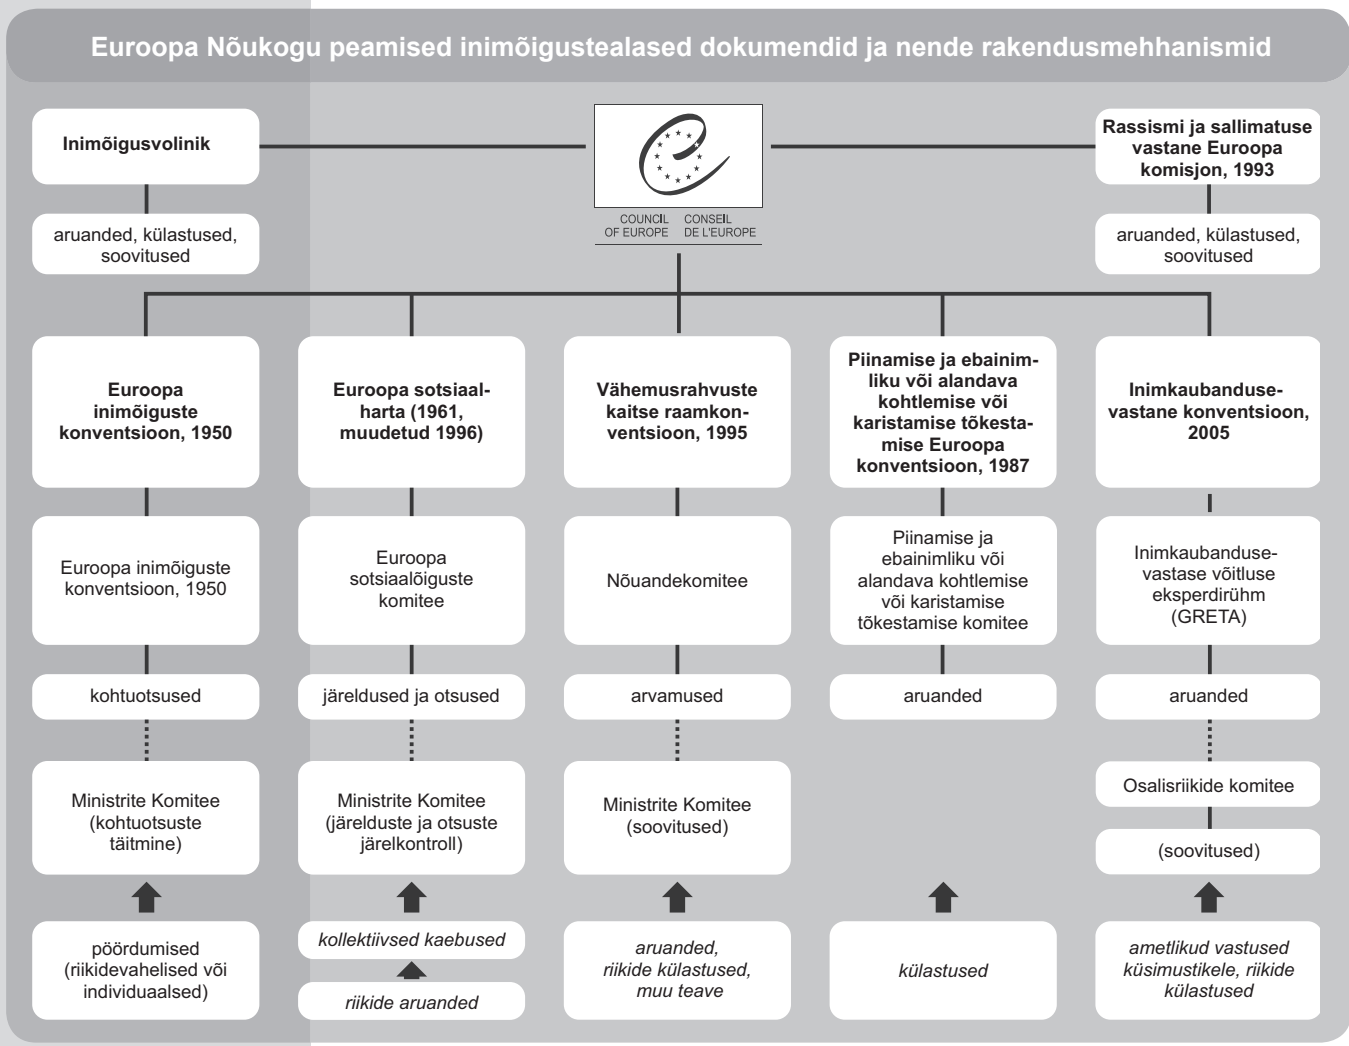 Euroopa Nõukogu peamised inimõigustealased dokumendid ja nende rakendusmehhanismid
Inimõigusvolinik
aruanded, külastused,
soovitused
COUNCIL CONSEIL
OF EUROPE DE L'EUROPE
Rassismi ja sallimatuse
vastane Euroopa
komisjon, 1993
aruanded, külastused,
soovitused
Euroopa
inimõiguste
konventsioon, 1950
Euroopa sotsiaal-
harta (1961,
muudetud 1996)
Vähemusrahvuste
kaitse raamkon-
ventsioon, 1995
Piinamise ja ebainim-
liku või alandava
kohtlemise või
karistamise tõkesta-
mise Euroopa
konventsioon, 1987
Inimkaubanduse-
vastane konventsioon,
2005
Euroopa inimõiguste
konventsioon, 1950
Euroopa
sotsiaalõiguste
komitee
Nõuandekomitee
Piinamise ja
ebainimliku või
alandava kohtlemise
või karistamise
tõkestamise komitee
Inimkaubanduse-
vastase võitluse
eksperdirühm
(GRETA)
kohtuotsused
järeldused ja otsused
arvamused
aruanded
aruanded
Ministrite Komitee
(kohtuotsuste
täitmine)
Ministrite Komitee
(järelduste ja otsuste
järelkontroll)
Ministrite Komitee
(soovitused)
Osalisriikide komitee
(soovitused)
pöördumised
(riikidevahelised või
individuaalsed)
kollektiivsed kaebused
riikide aruanded
aruanded,
riikide külastused,
muu teave
külastused
ametlikud vastused
küsimustikele, riikide
külastused